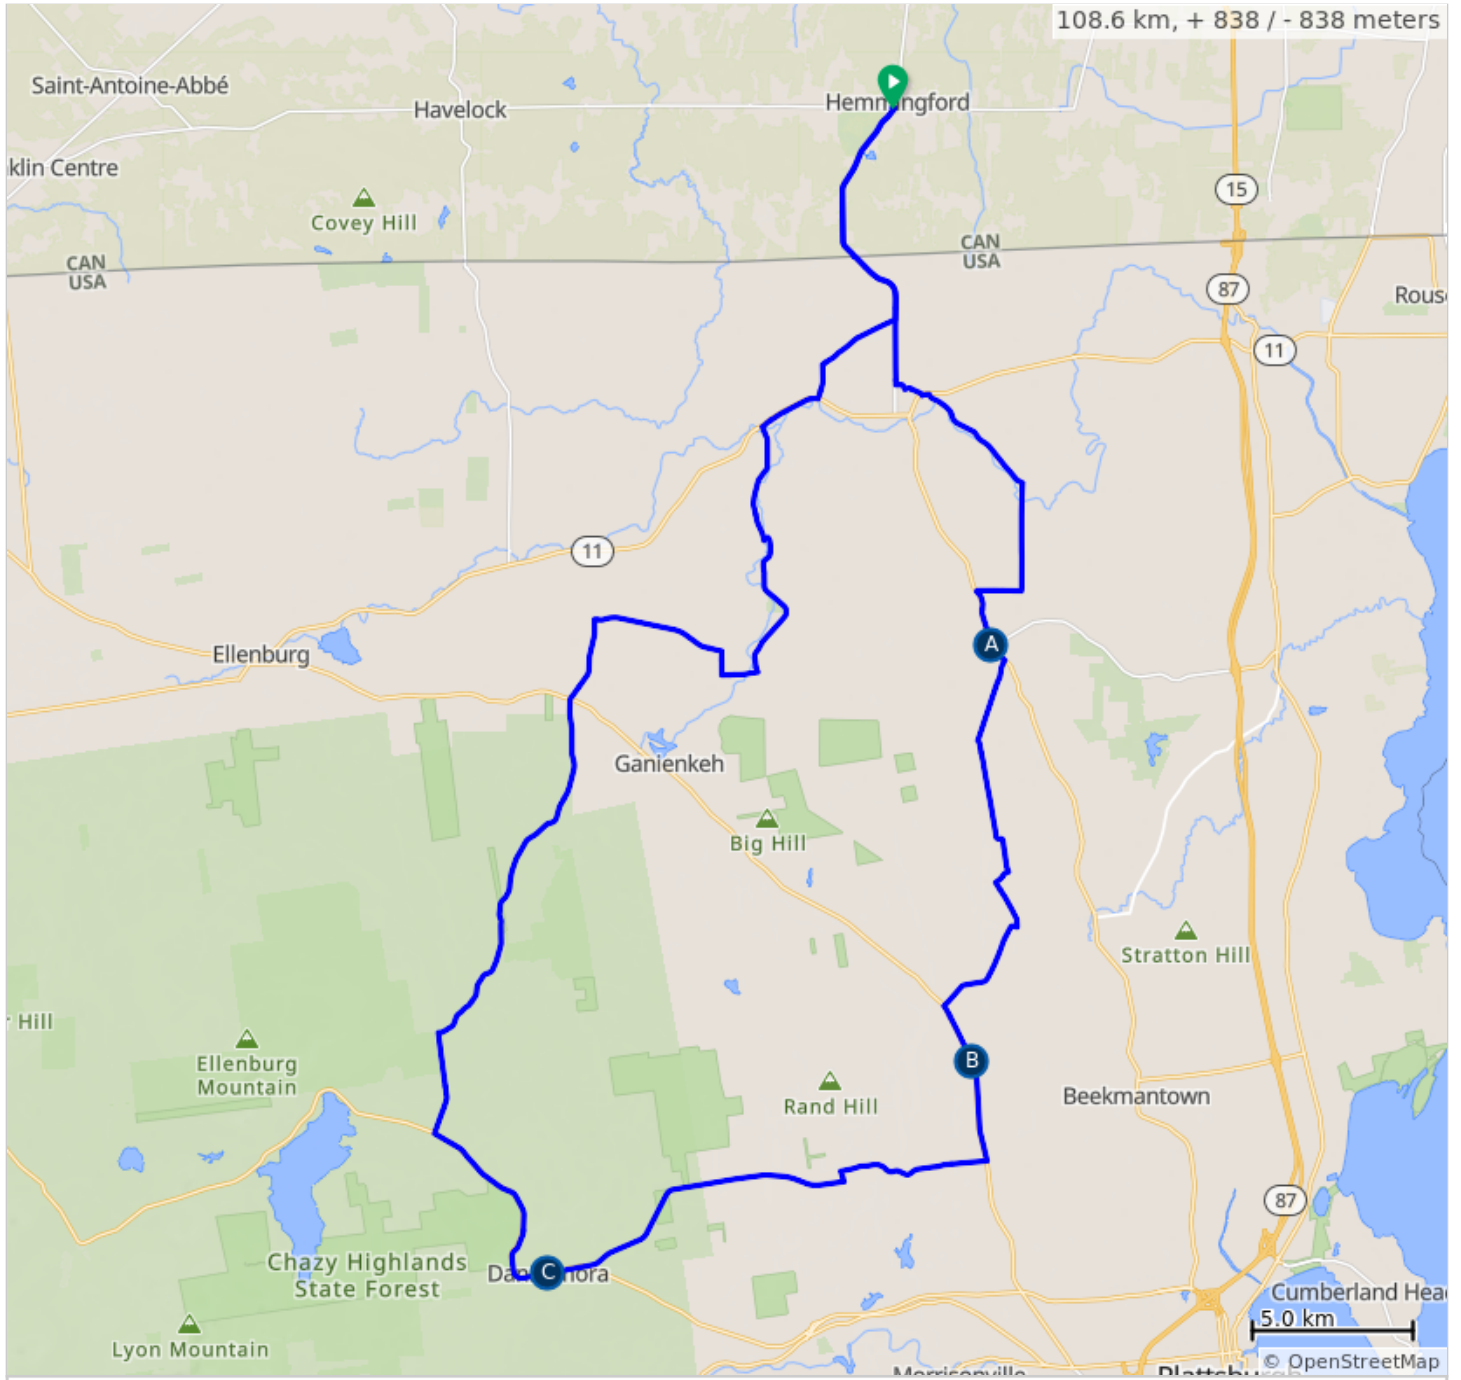 108.6 km, + 838 / - 838 meters
Saint-Antoine-Abbé
Havelock
klin Centre
15
Covey Hill
CAN
USA
CAN
USA
87
Rous
11
11
Ellenburg
A
Ganienkeh
Big Hill
Stratton Hill
Hill
Ellenburg
Mountain
B
Rand Hill
Beekmantown
87
Chazy Highlands
State Forest
C
Cumberland Hea
5.0 km
Lyon Mountain
© OpenStreetMap